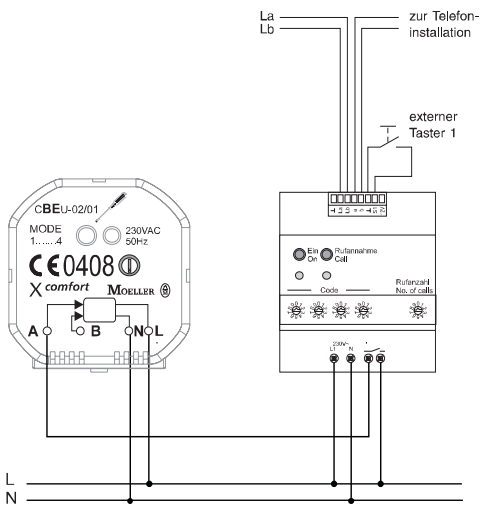 La
Lb
zur Telefon-
installation
externer
Taster 1
CBEU-02/01
MODE
1.......4
230VAC
50Hz
CE0408
Xcomfort
MOELLER
A
B
N
L
Ein
On
Rufannahme
Call
Code
Rufanzahl
No. of calls
230V~
L1
N
L
N